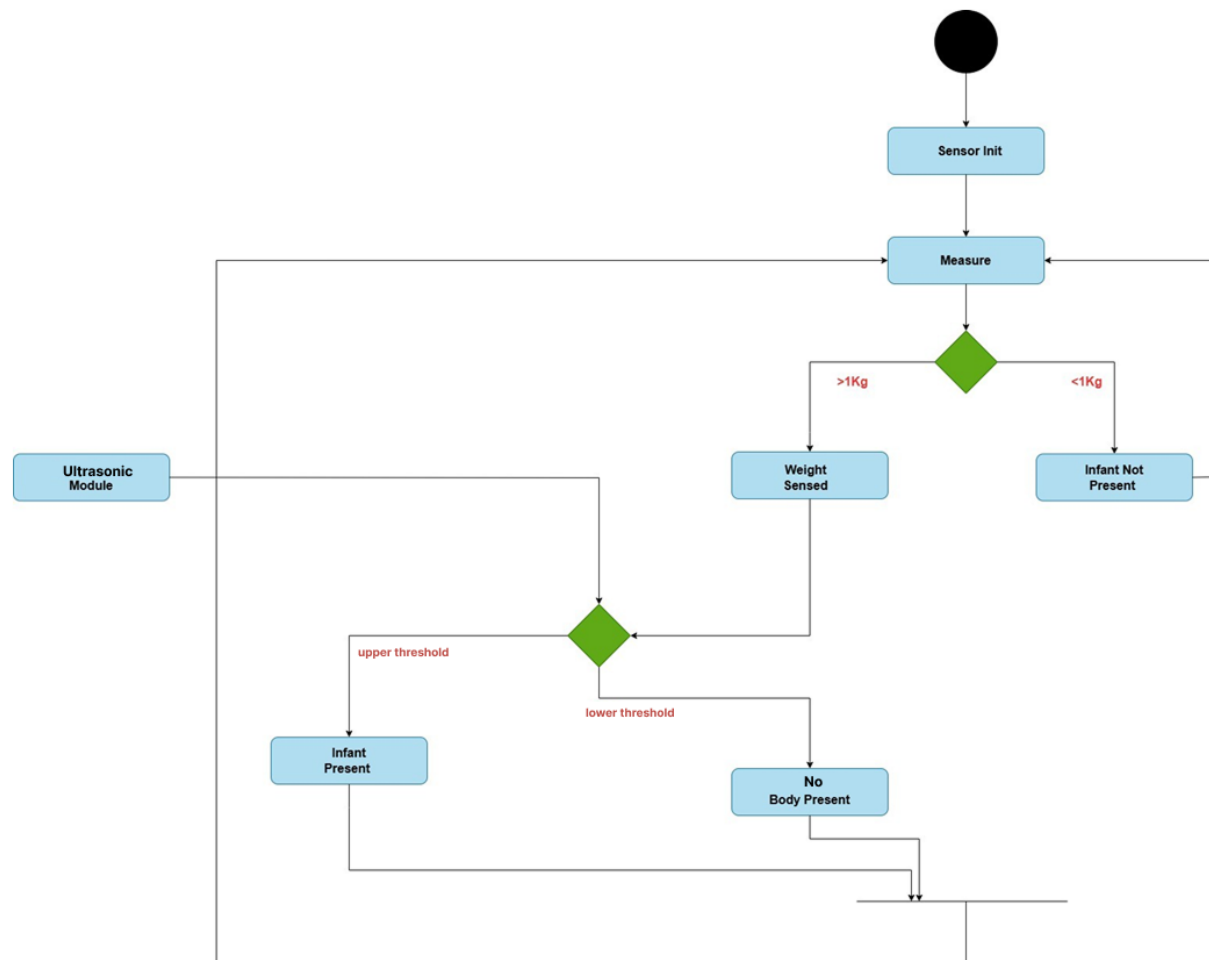 Sensor Init
Measure
>1Kg
<1Kg
Ultrasonic
Module
Weight
Sensed
Infant Not
Present
upper threshold
lower threshold
Infant
Present
No
Body Present